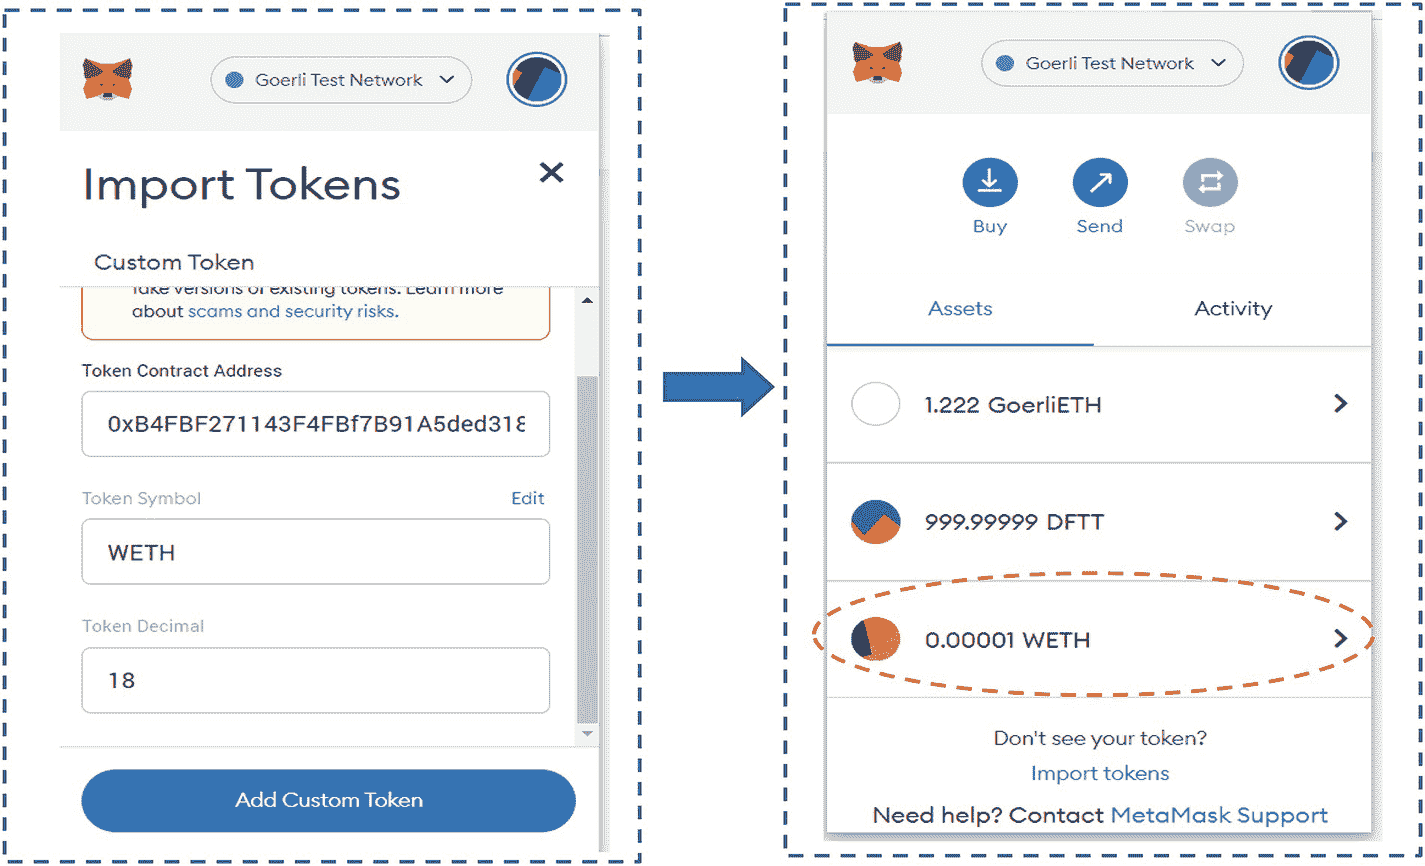 Goerli Test Network
Import Tokens
Custom Token
fake versions of existing tokens. Learn more
about scams and security risks.
Token Contract Address
0xB4FBF271143F4FBf7B91A5ded318
Token Symbol
Edit
WETH
Token Decimal
18
Add Custom Token
Goerli Test Network
Buy
Send
Swap
Assets
Activity
1.222 GoerliETH
999.99999 DFTT
0.00001 WETH
Don't see your token?
Import tokens
Need help? Contact MetaMask Support